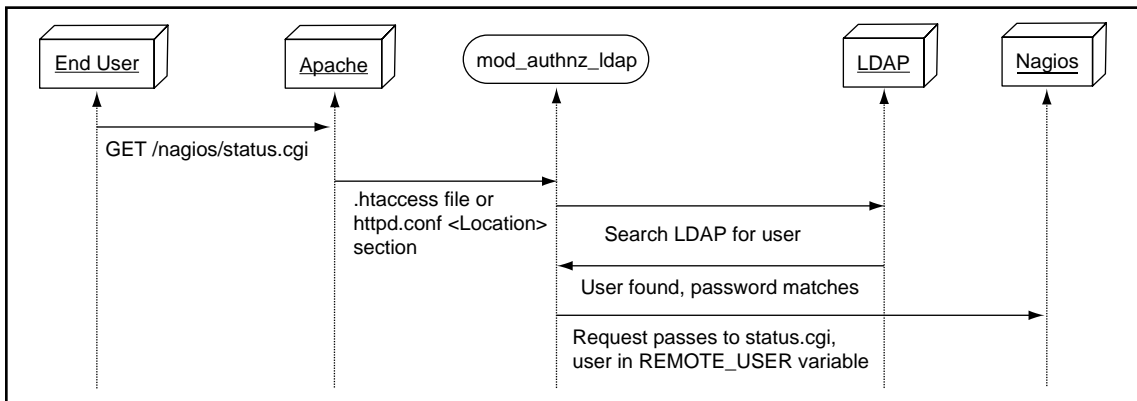 End User
Apache
mod_authnz_ldap
LDAP
Nagios
GET /nagios/status.cgi
.htaccess file or
httpd.conf <Location>
section
Search LDAP for user
User found, password matches
Request passes to status.cgi,
user in REMOTE_USER variable